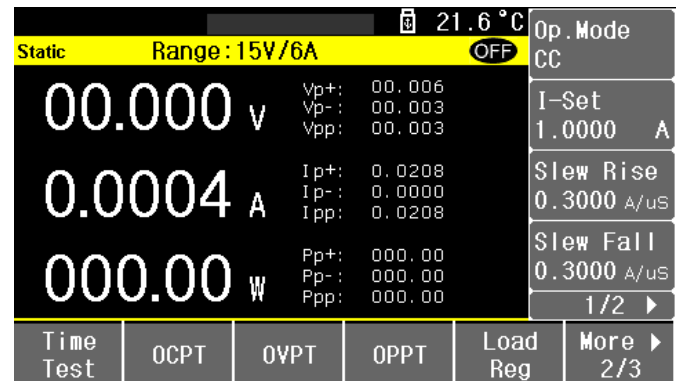 21.6°C
Static Range:15V/6A OFF
00.000 V
Vp+: 00.006
Vp-: 00.003
Vpp: 00.003
0.0004 A
Ip+: 0.0208
Ip-: 0.0000
Ipp: 0.0208
000.00 W
Pp+: 000.00
Pp-: 000.00
Ppp: 000.00
Op.Mode
CC
I-Set
1.0000 A
Slew Rise
0.3000 A/uS
Slew Fall
0.3000 A/uS
1/2 ▶
Time
Test
OCPT
OVPT
OPPT
Load
Reg
More ▶
2/3